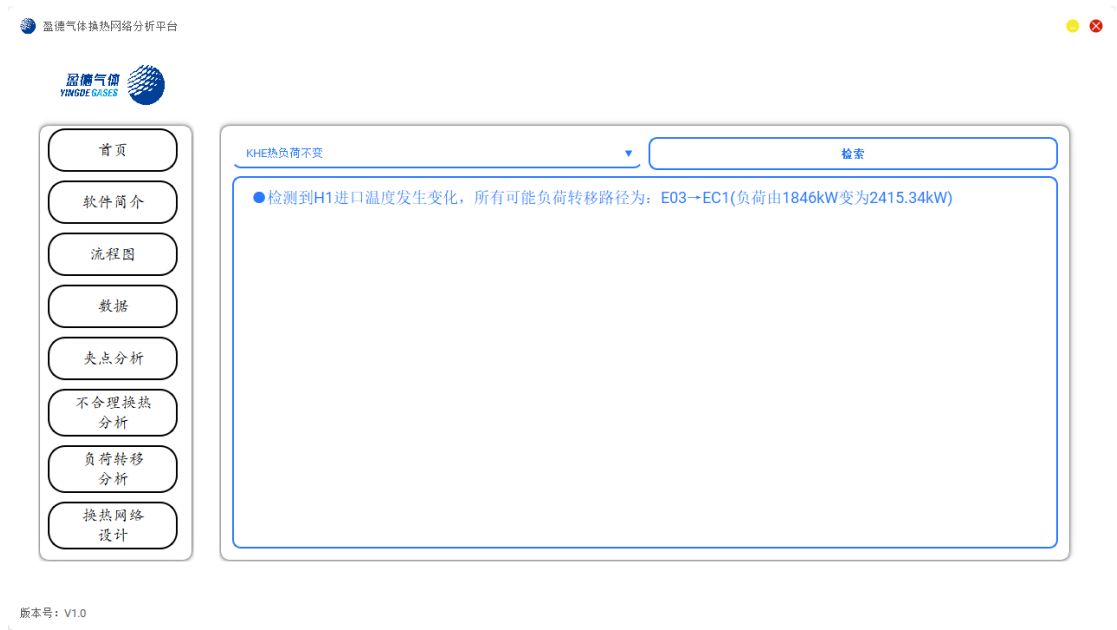 盈德气体换热网络分析平台
盈德气体
YINGDE GASES
首页
软件简介
流程图
数据
夹点分析
不合理换热
分析
负荷转移
分析
换热网络
设计
KHE热负荷不变
检索
●检测到H1进口温度发生变化，所有可能负荷转移路径为：E03→EC1(负荷由1846kW变为2415.34kW)
版本号：V1.0